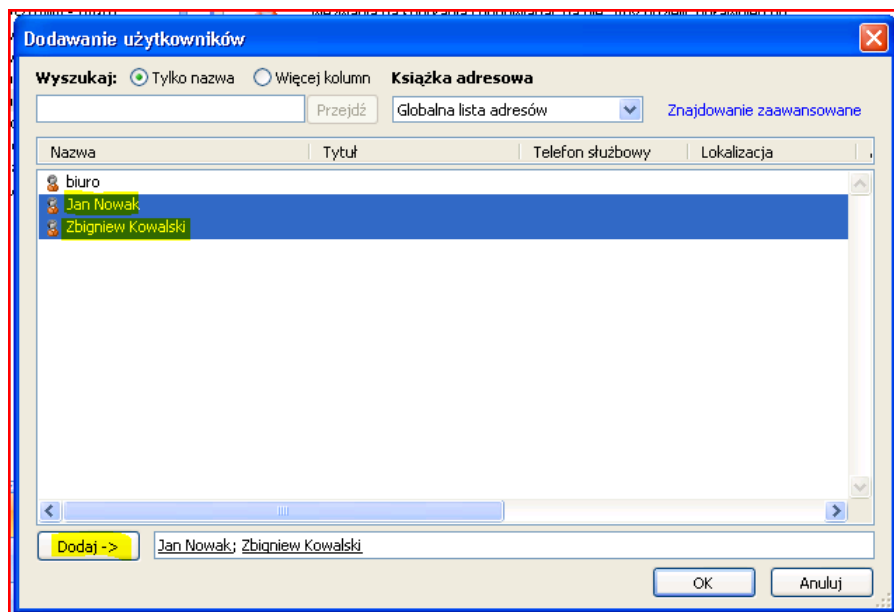 Dodawanie użytkowników
Wyszukaj: Tylko nazwa Więcej kolumn Książka adresowa
Przejdź Globalna lista adresów Znajdowanie zaawansowane
Nazwa Tytuł Telefon służbowy Lokalizacja
biuro
Jan Nowak
Zbigniew Kowalski
Dodaj -> Jan Nowak; Zbigniew Kowalski
OK Anuluj